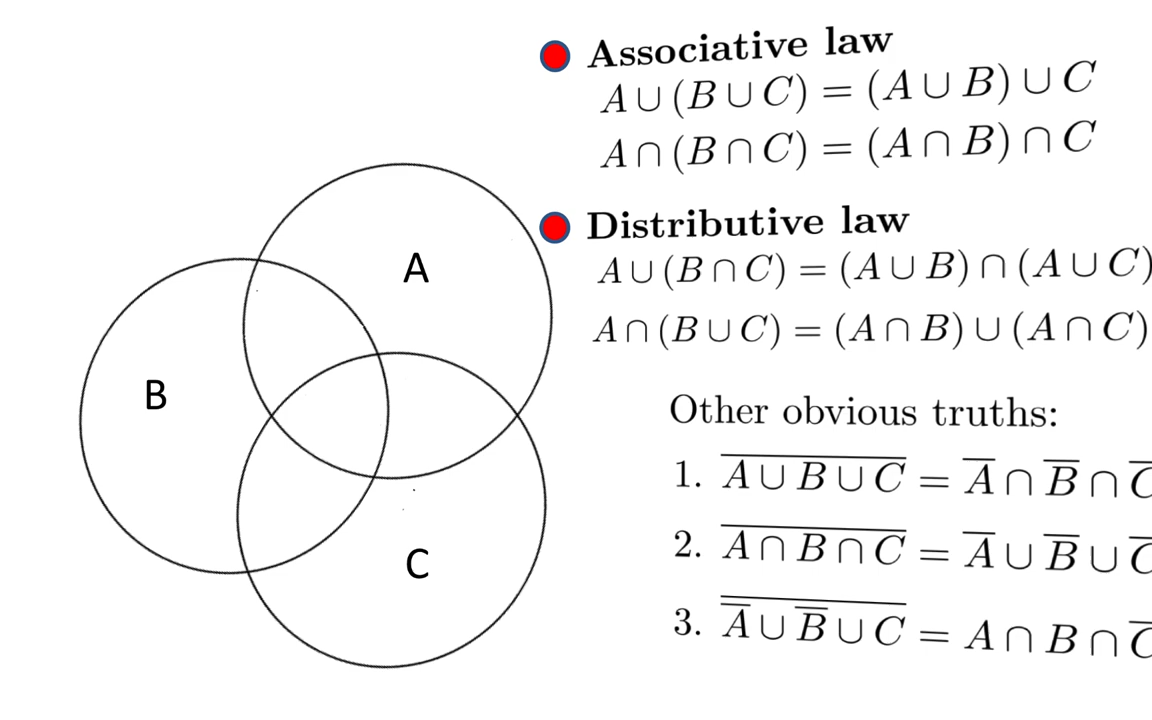 Associative law
A ∪ (B ∪ C) = (A ∪ B) ∪ C
A ∩ (B ∩ C) = (A ∩ B) ∩ C
Distributive law
A ∪ (B ∩ C) = (A ∪ B) ∩ (A ∪ C)
A ∩ (B ∪ C) = (A ∩ B) ∪ (A ∩ C)
A
B
C
Other obvious truths:
1. A̅ ̅∪̅ ̅B̅ ̅∪̅ ̅C̅ = A̅ ∩ B̅ ∩ C̅
2. A̅ ̅∩̅ ̅B̅ ̅∩̅ ̅C̅ = A̅ ∪ B̅ ∪ C̅
3. A̅̅ ̅∪̅ ̅B̅̅ ̅∪̅ ̅C̅ = A ∩ B ∩ C̅